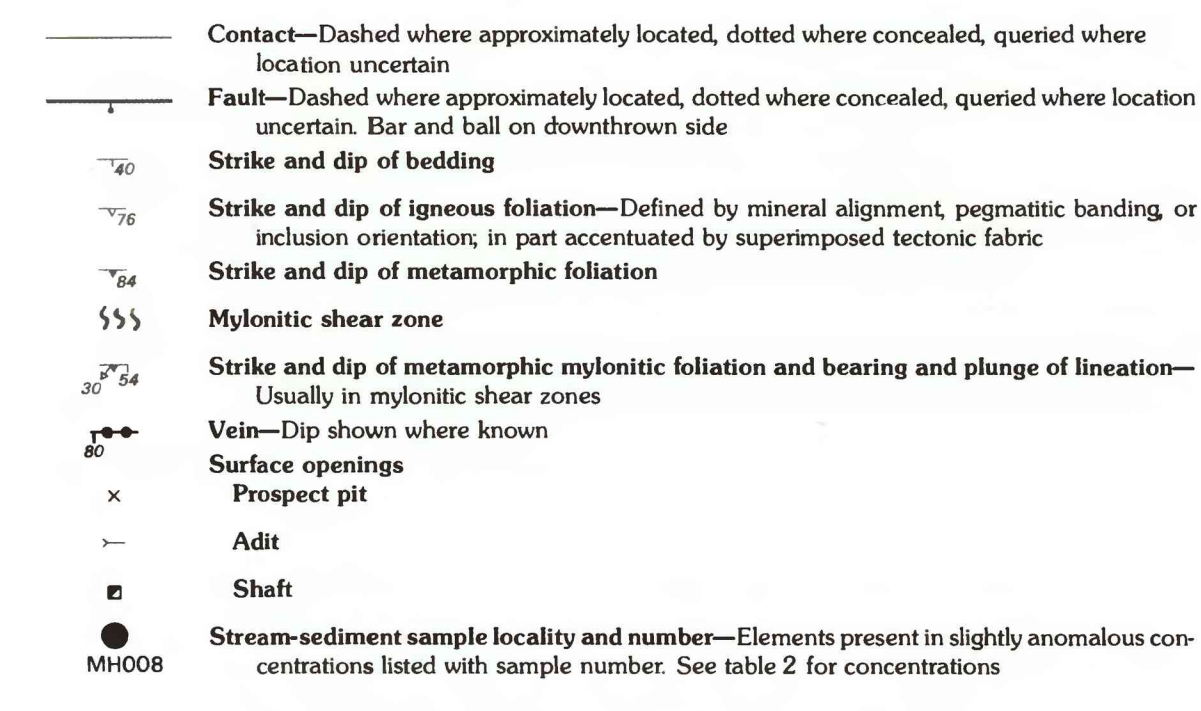 Contact—Dashed where approximately located, dotted where concealed, queried where
location uncertain
Fault—Dashed where approximately located, dotted where concealed, queried where location
uncertain. Bar and ball on downthrown side
40 Strike and dip of bedding
76 Strike and dip of igneous foliation—Defined by mineral alignment, pegmatitic banding, or
inclusion orientation; in part accentuated by superimposed tectonic fabric
84 Strike and dip of metamorphic foliation
Mylonitic shear zone
30 54 Strike and dip of metamorphic mylonitic foliation and bearing and plunge of lineation—
Usually in mylonitic shear zones
Vein—Dip shown where known
80
Surface openings
Prospect pit
Adit
Shaft
Stream-sediment sample locality and number—Elements present in slightly anomalous con-
MH008 centrations listed with sample number. See table 2 for concentrations